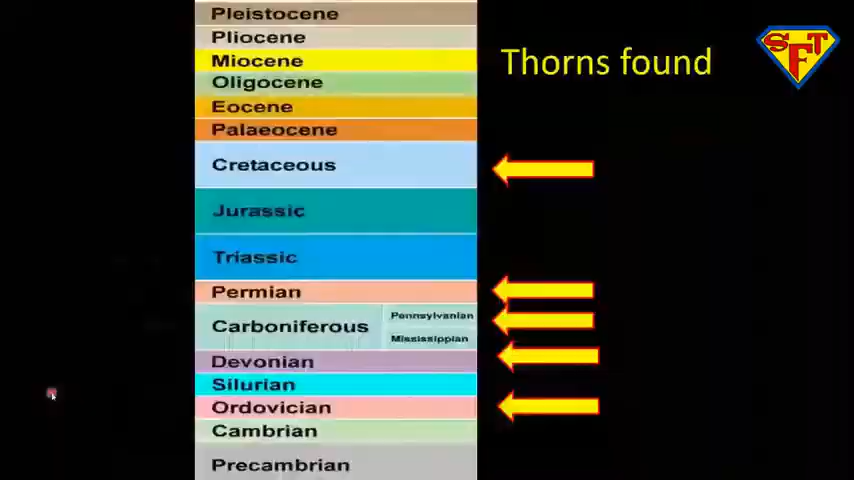 Pleistocene
Pliocene
Miocene
Oligocene
Eocene
Palaeocene
Cretaceous
Jurassic
Triassic
Permian
Carboniferous
Pennsylvanian
Mississippian
Devonian
Silurian
Ordovician
Cambrian
Precambrian
Thorns found
SFT